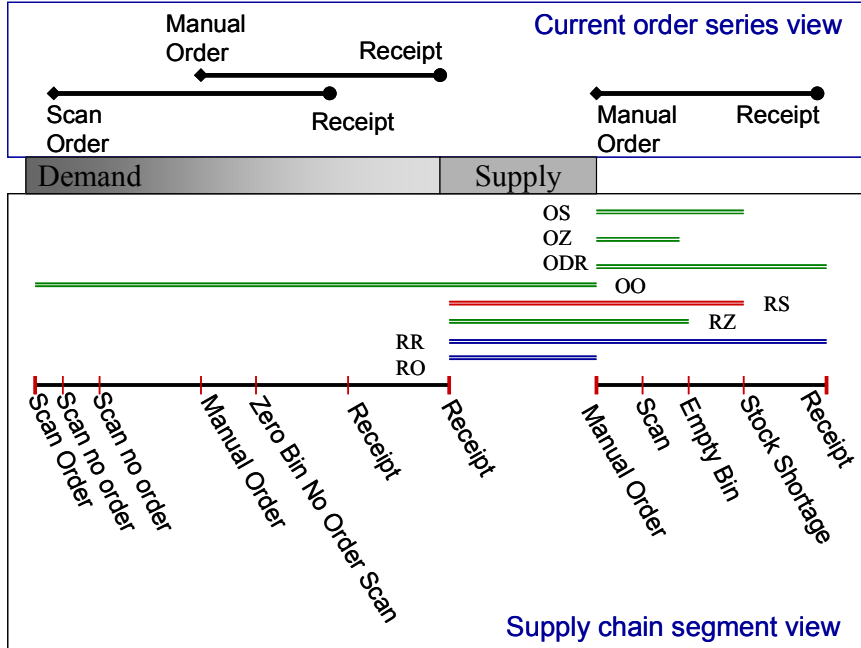 Current order series view
Manual
Order
Receipt
Scan
Order
Receipt
Manual
Order
Receipt
Demand
Supply
OS
OZ
ODR
OO
RS
RZ
RR
RO
Scan Order
Scan no order
Scan no order
Manual Order
Zero Bin No Order Scan
Receipt
Receipt
Manual Order
Scan
Empty Bin
Stock Shortage
Receipt
Supply chain segment view